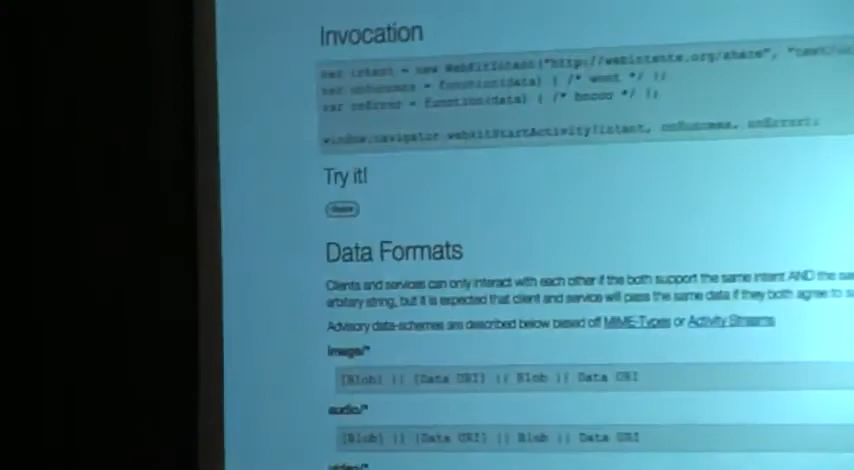 Invocation
var intent = new WebKitIntent("http://webintents.org/share",
var onSuccess = function(data) { /* woot */ };
var onError = function(data) { /* boooo */ };
window.navigator.webkitStartActivity(intent, onSuccess, onError);
Try it!
Data Formats
Clients and services can only interact with each other if the both support the same intent AND the
arbitrary string, but it is expected that client and service will pass the same data if they both agree to
Advisory data-schemes are described below based off MIME-Types or Activity Streams
image/*
[Blob] || [Data URI] || Blob || Data URI
audio/*
[Blob] || [Data URI] || Blob || Data URI
video/*